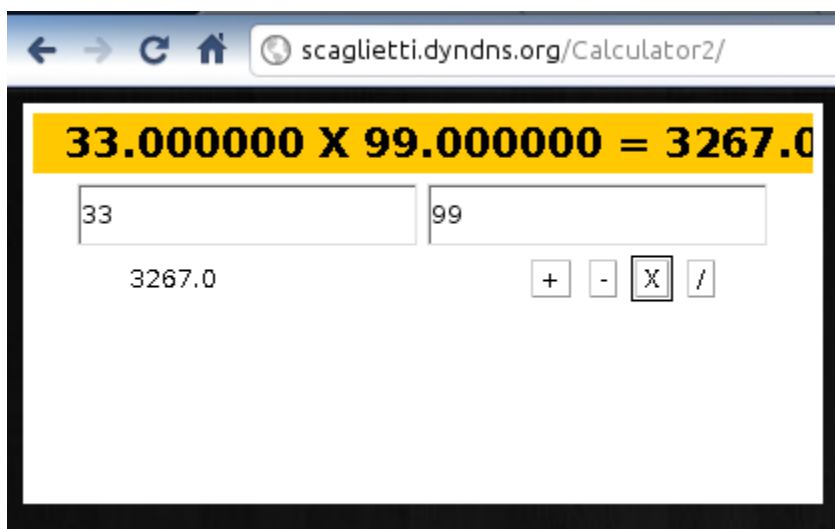 scaglietti.dyndns.org/Calculator2/
33.000000 X 99.000000 = 3267.0
33 99
3267.0 + - X /